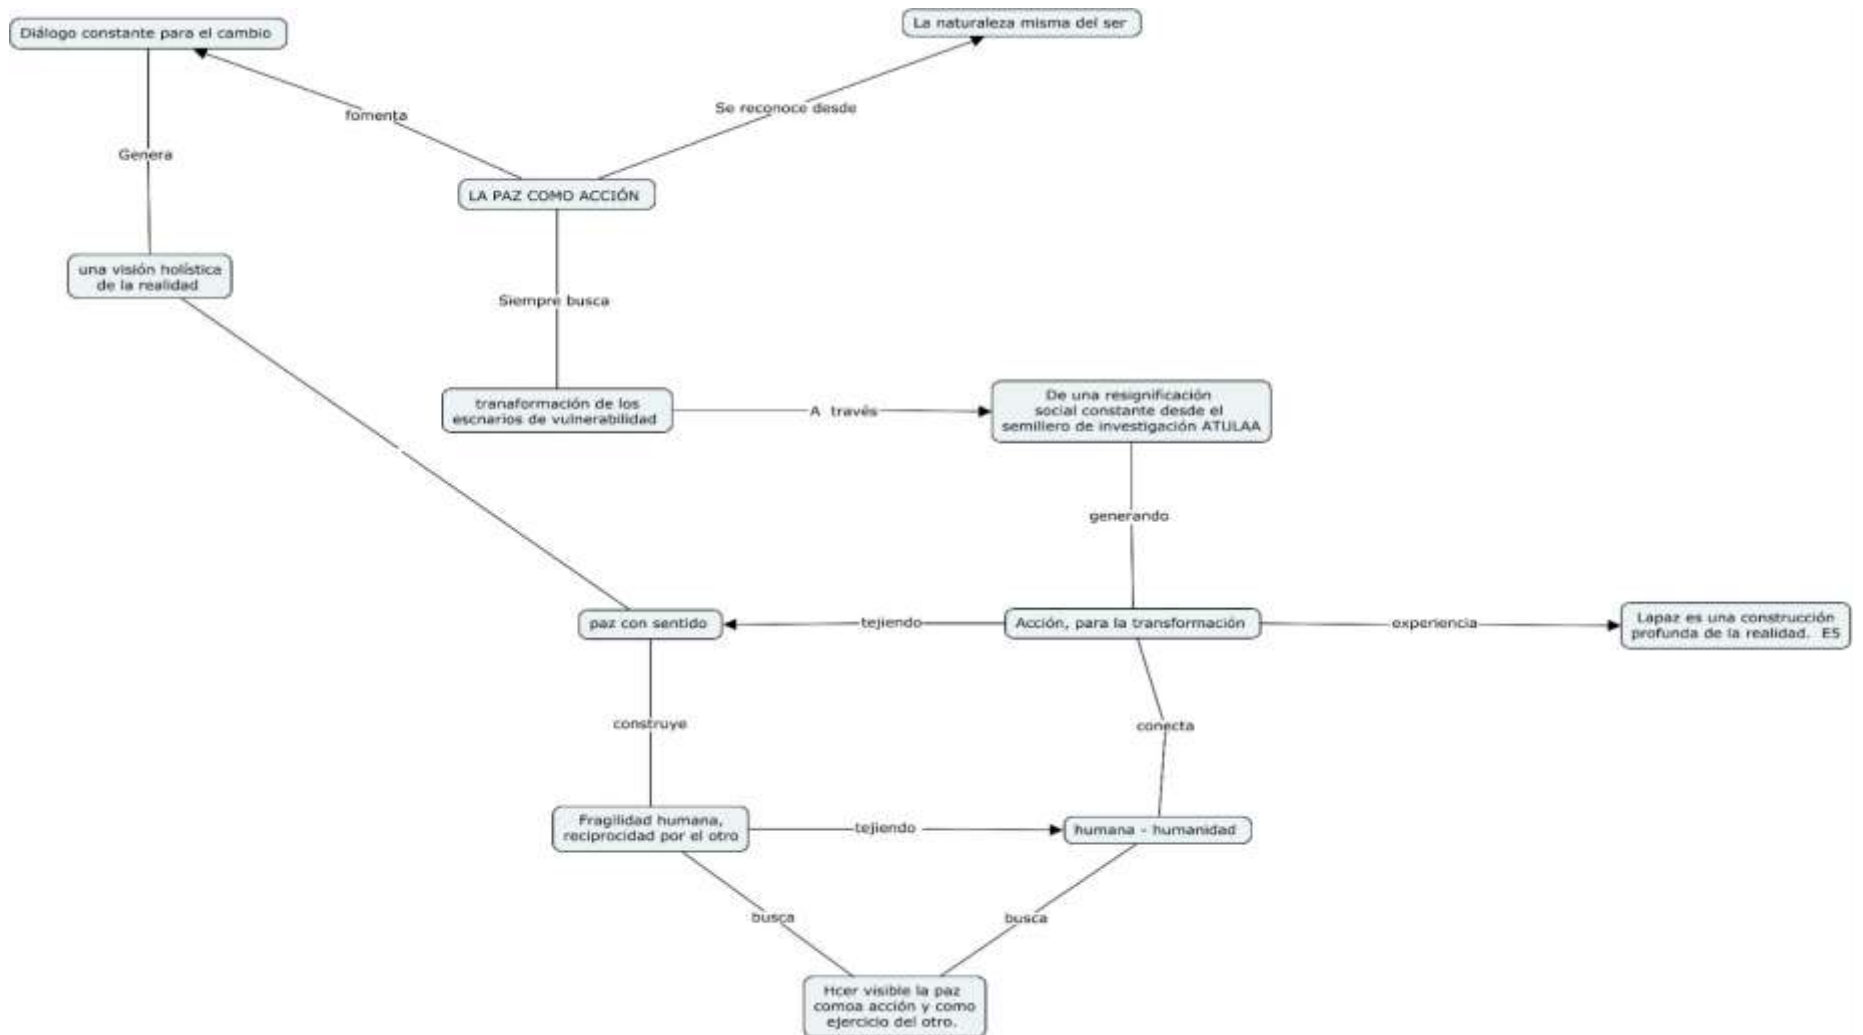 La naturaleza misma del ser
Diálogo constante para el cambio
Se reconoce desde
fomenta
Genera
LA PAZ COMO ACCIÓN
una visión holística
de la realidad
Siempre busca
tranaformación de los
escnarios de vulnerabilidad
A través
De una resignificación
social constante desde el
semillero de investigación ATULAA
generando
paz con sentido
tejiendo
Acción, para la transformación
experiencia
Lapaz es una construcción
profunda de la realidad. ES
construye
conecta
Fragilidad humana,
reciprocidad por el otro
tejiendo
humana - humanidad
busca
busca
Hcer visible la paz
comoa acción y como
ejercicio del otro.